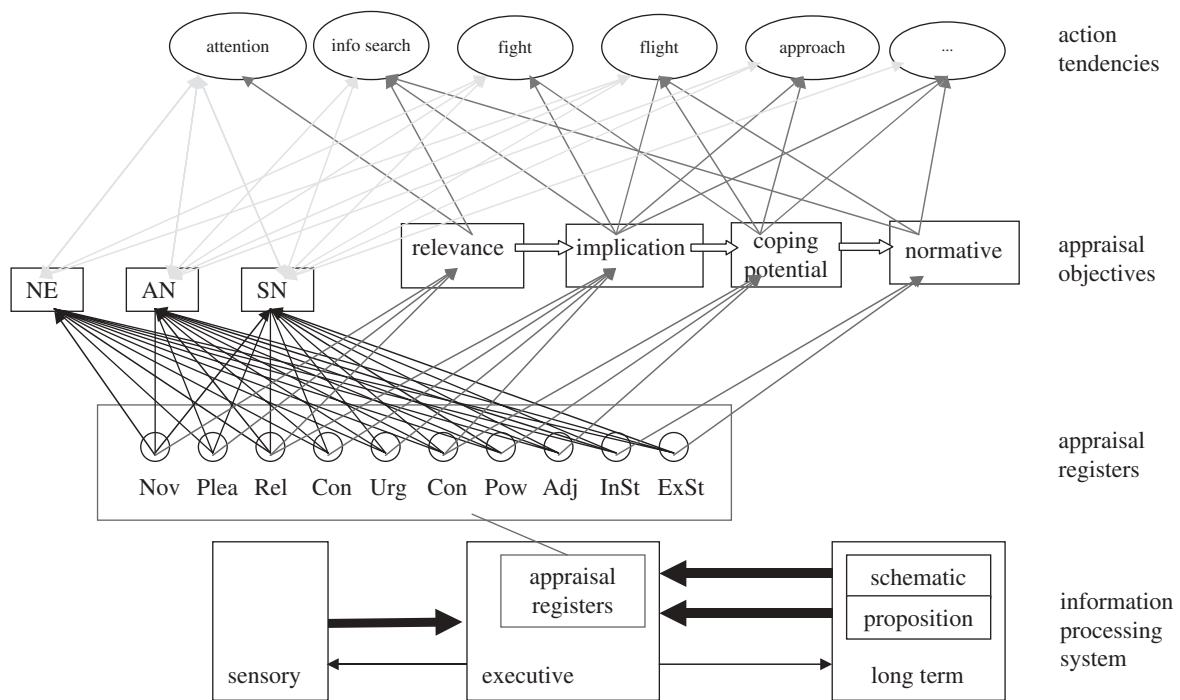 attention
info search
fight
flight
approach
...
action
tendencies
relevance
implication
coping
potential
normative
appraisal
objectives
NE
AN
SN
Nov Plea Rel Con Urg Con Pow Adj InSt ExSt
appraisal
registers
sensory
executive
appraisal
registers
schematic
proposition
long term
information
processing
system